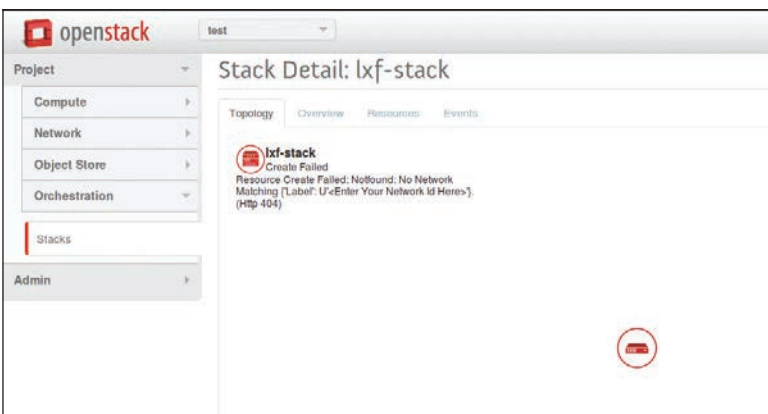 openstack
test
Project
Compute
Network
Object Store
Orchestration
Stacks
Admin
Stack Detail: lxf-stack
Topology Overview Resources Events
lxf-stack
Create Failed
Resource Create Failed: Notfound: No Network
Matching {'Label': U'<Enter Your Network Id Here>'}.
(Http 404)